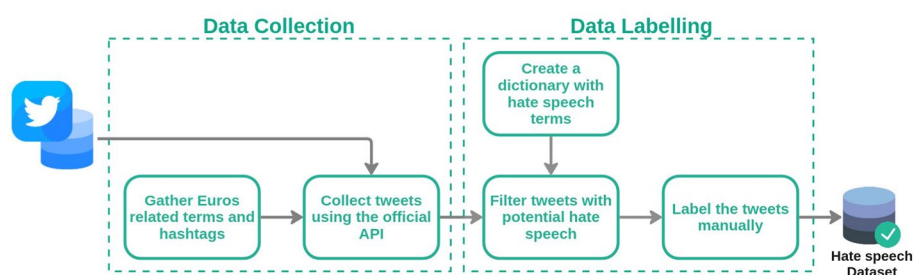 Data Collection
Data Labelling
Create a
dictionary with
hate speech
terms
Gather Euros
related terms and
hashtags
Collect tweets
using the official
API
Filter tweets with
potential hate
speech
Label the tweets
manually
Hate speech
Dataset